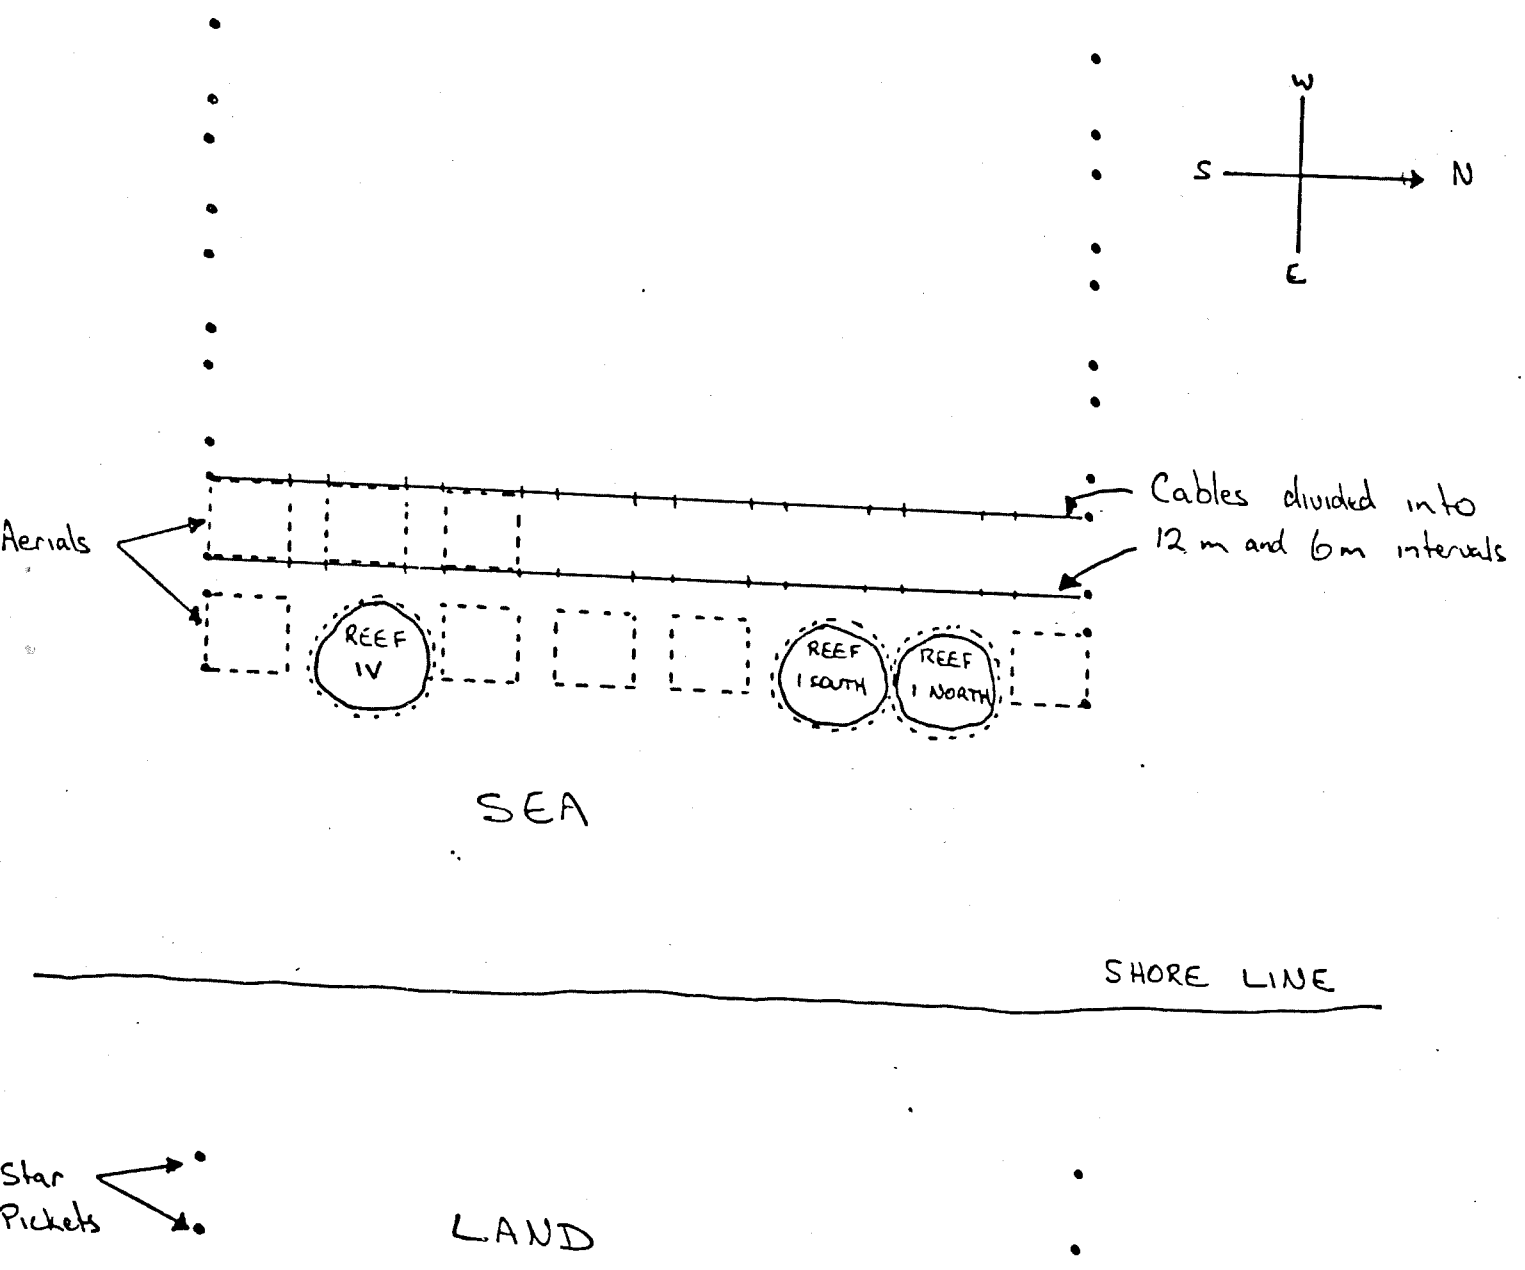 W
S
N
E
Cables divided into
12 m and 6m intervals
Aerials
REEF
IV
REEF
1 SOUTH
REEF
1 NORTH
SEA
SHORE LINE
Star
Pickets
LAND